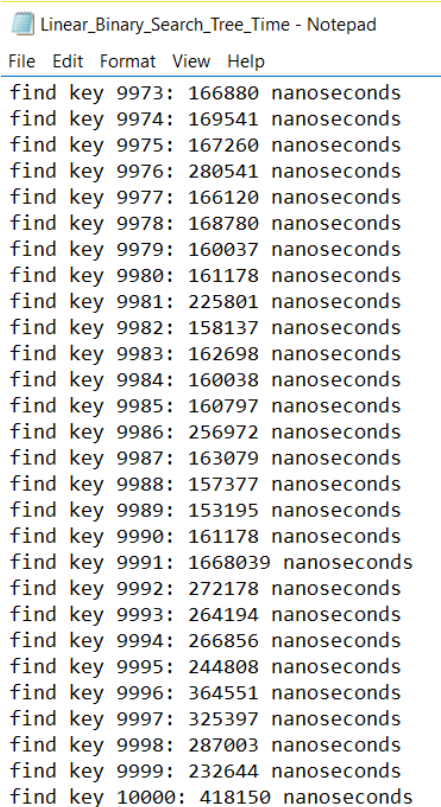 Linear_Binary_Search_Tree_Time - Notepad
File Edit Format View Help
find key 9973: 166880 nanoseconds
find key 9974: 169541 nanoseconds
find key 9975: 167260 nanoseconds
find key 9976: 280541 nanoseconds
find key 9977: 166120 nanoseconds
find key 9978: 168780 nanoseconds
find key 9979: 160037 nanoseconds
find key 9980: 161178 nanoseconds
find key 9981: 225801 nanoseconds
find key 9982: 158137 nanoseconds
find key 9983: 162698 nanoseconds
find key 9984: 160038 nanoseconds
find key 9985: 160797 nanoseconds
find key 9986: 256972 nanoseconds
find key 9987: 163079 nanoseconds
find key 9988: 157377 nanoseconds
find key 9989: 153195 nanoseconds
find key 9990: 161178 nanoseconds
find key 9991: 1668039 nanoseconds
find key 9992: 272178 nanoseconds
find key 9993: 264194 nanoseconds
find key 9994: 266856 nanoseconds
find key 9995: 244808 nanoseconds
find key 9996: 364551 nanoseconds
find key 9997: 325397 nanoseconds
find key 9998: 287003 nanoseconds
find key 9999: 232644 nanoseconds
find key 10000: 418150 nanoseconds